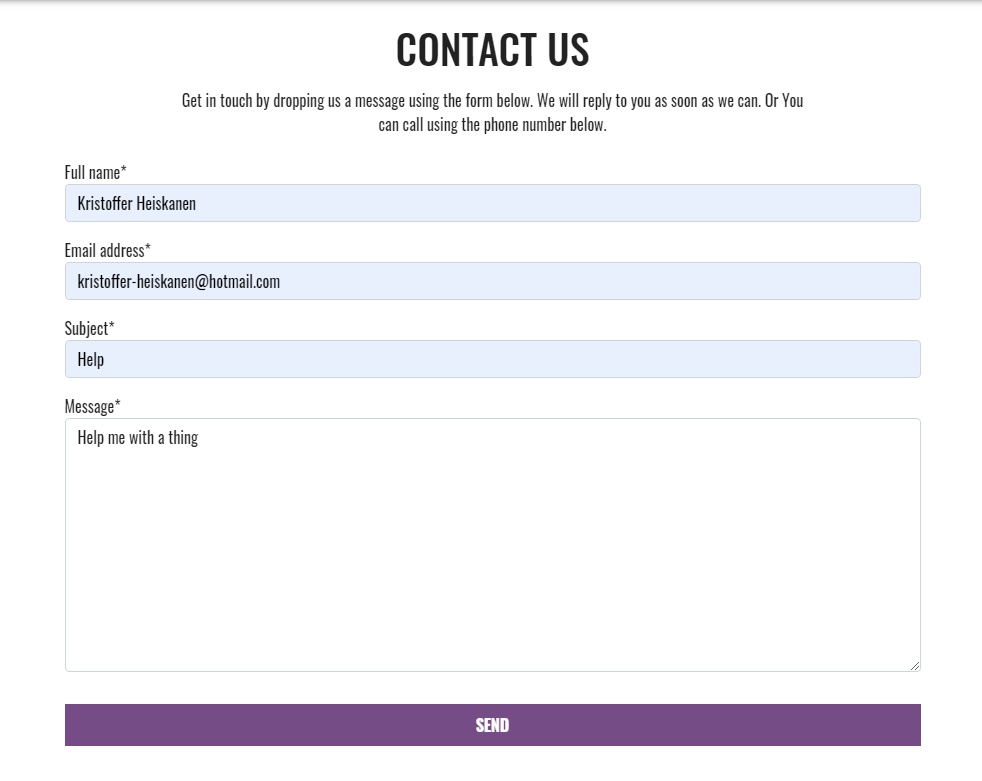 CONTACT US
Get in touch by dropping us a message using the form below. We will reply to you as soon as we can. Or You
can call using the phone number below.
Full name*
Kristoffer Heiskanen
Email address*
kristoffer-heiskanen@hotmail.com
Subject*
Help
Message*
Help me with a thing
SEND